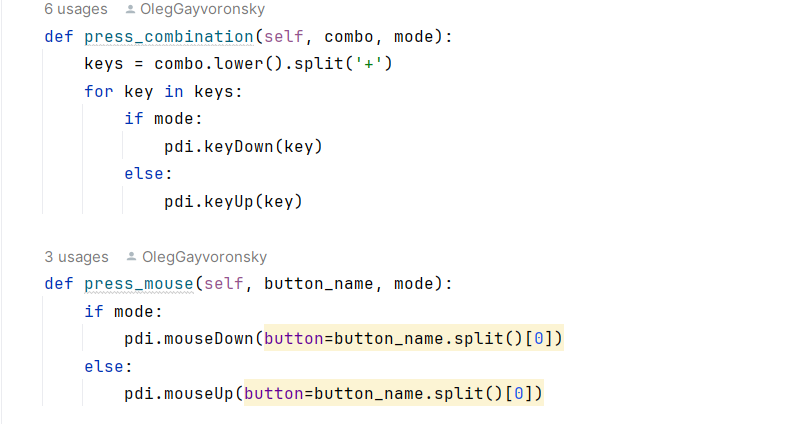 6 usages OlegGayvoronsky
def press_combination(self, combo, mode):
keys = combo.lower().split('+')
for key in keys:
if mode:
pdi.keyDown(key)
else:
pdi.keyUp(key)
3 usages OlegGayvoronsky
def press_mouse(self, button_name, mode):
if mode:
pdi.mouseDown(button=button_name.split()[0])
else:
pdi.mouseUp(button=button_name.split()[0])